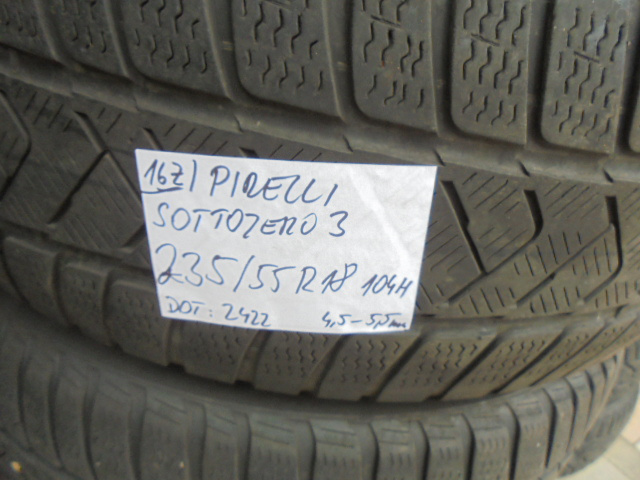 16Z/ PIRELLI
SOTTOZERO 3
235/55 R18 104H
DOT: 2422 4,5-5,5mm